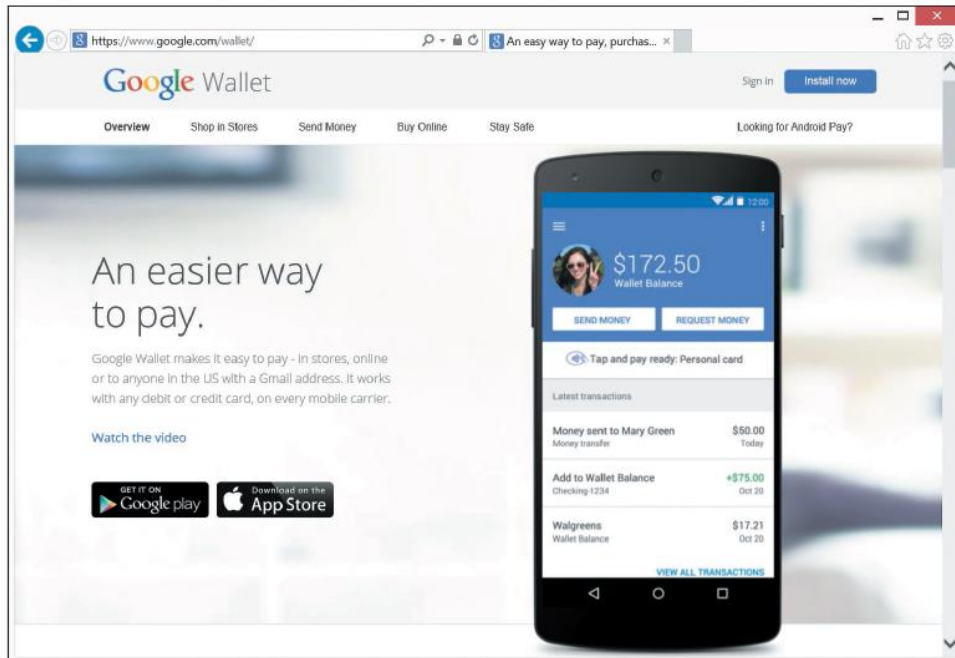 https://www.google.com/wallet/
An easy way to pay, purchas...
Google Wallet
Sign in
Install now
Overview
Shop in Stores
Send Money
Buy Online
Stay Safe
Looking for Android Pay?
An easier way
to pay.
Google Wallet makes it easy to pay - in stores, online
or to anyone in the US with a Gmail address. It works
with any debit or credit card, on every mobile carrier.
Watch the video
GET IT ON
Google play
Download on the
App Store
12:00
$172.50
Wallet Balance
SEND MONEY
REQUEST MONEY
Tap and pay ready: Personal card
Latest transactions
Money sent to Mary Green $50.00
Money transfer Today
Add to Wallet Balance +$75.00
Checking-1234 Oct 20
Walgreens $17.21
Wallet Balance Oct 20
VIEW ALL TRANSACTIONS